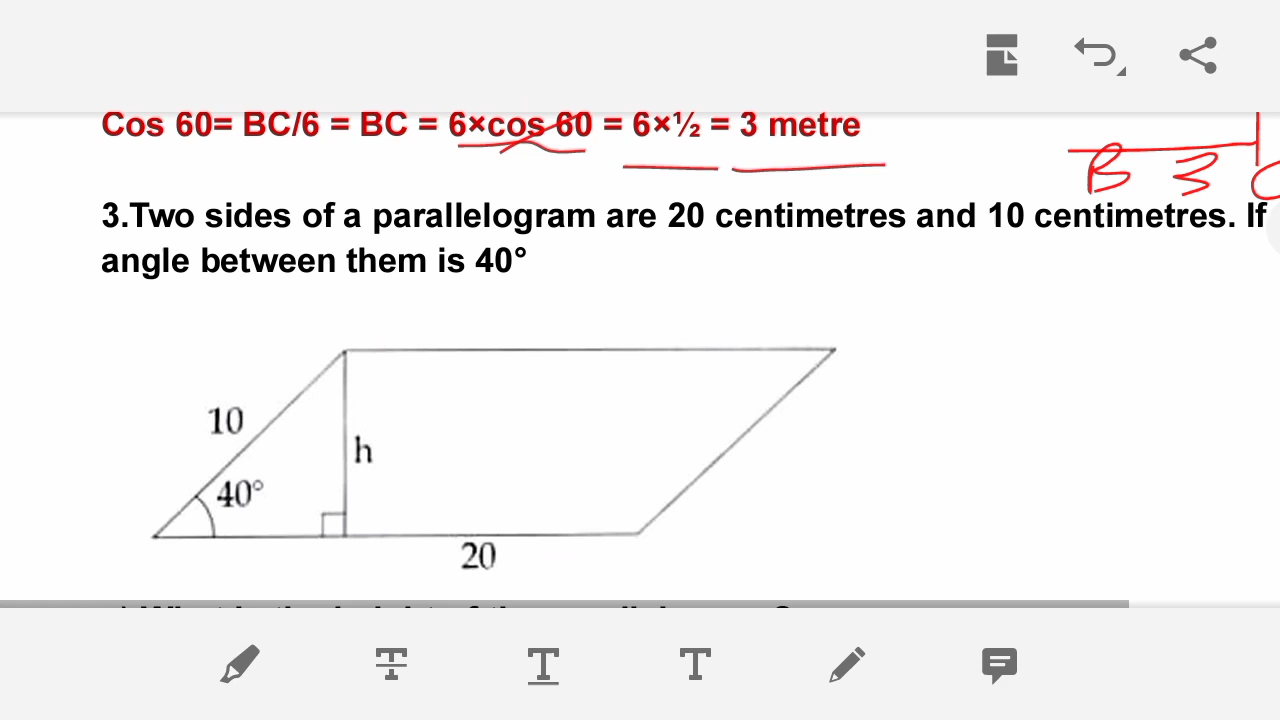 Cos 60= BC/6 = BC = 6×cos 60 = 6×½ = 3 metre
B 3
3.Two sides of a parallelogram are 20 centimetres and 10 centimetres. If
angle between them is 40°
10
h
40°
20
T
T
T